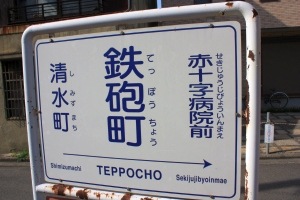 鉄砲町
てっぽうちょう
清水町
しみずまち
赤十字病院前
せきじゅうじびょういんまえ
Shimizumachi
TEPPOCHO
Sekijujibyoinmae